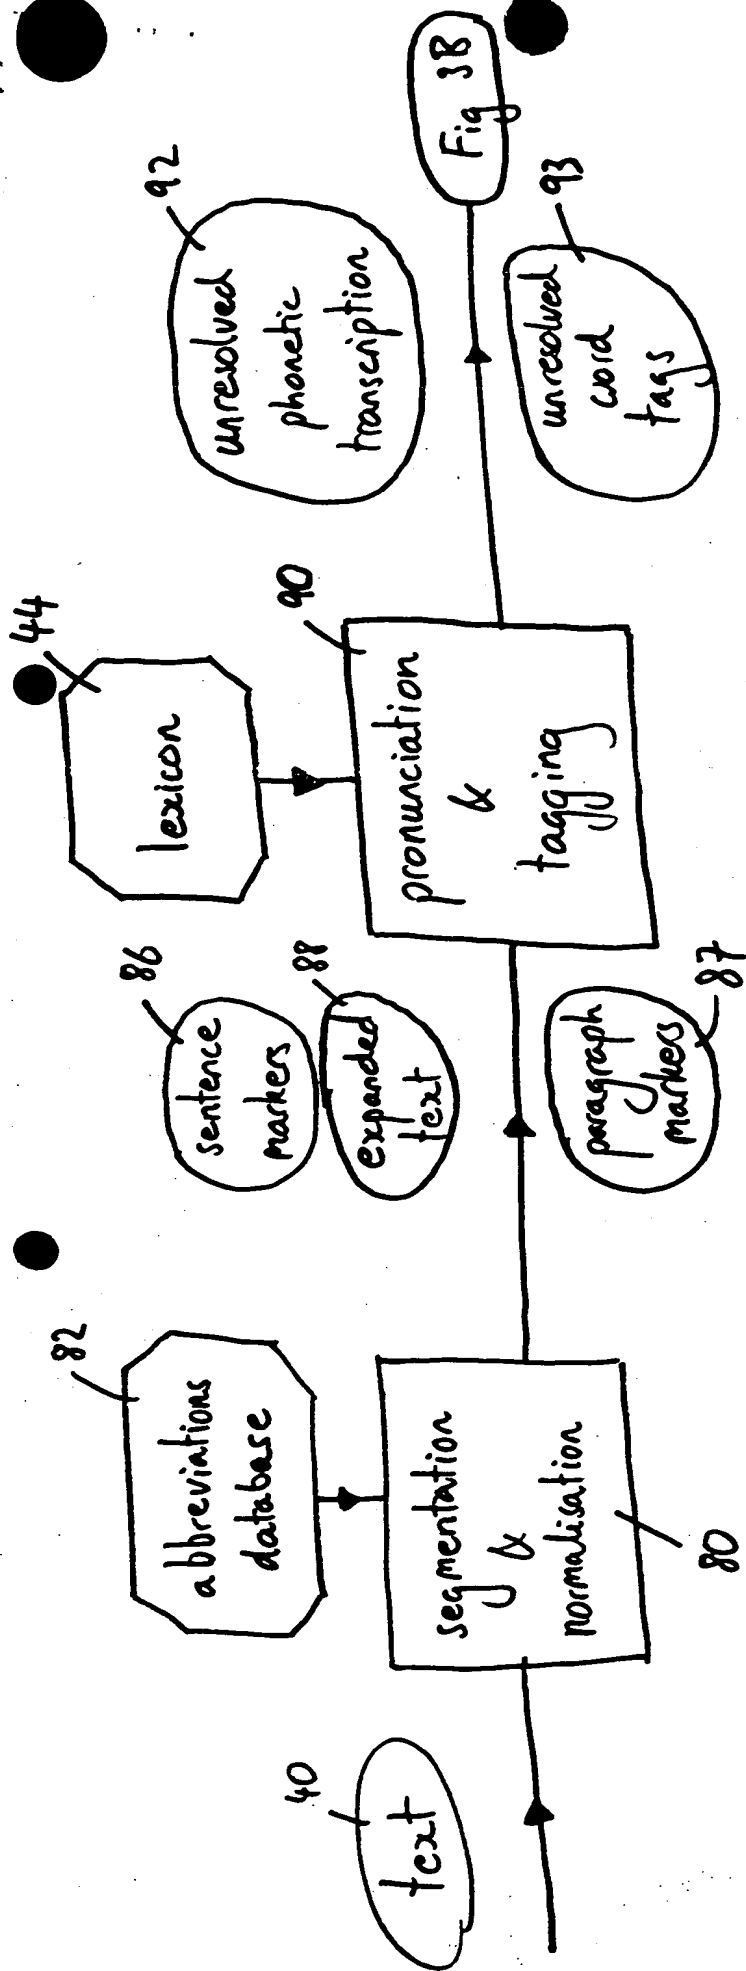 40
text
82
abbreviations
database
segmentation
&
normalisation
80
86
sentence
markers
88
expanded
text
paragraph
markers
87
44
lexicon
90
pronunciation
&
tagging
92
unresolved
phonetic
transcription
unresolved
word
tags
93
Fig 3B